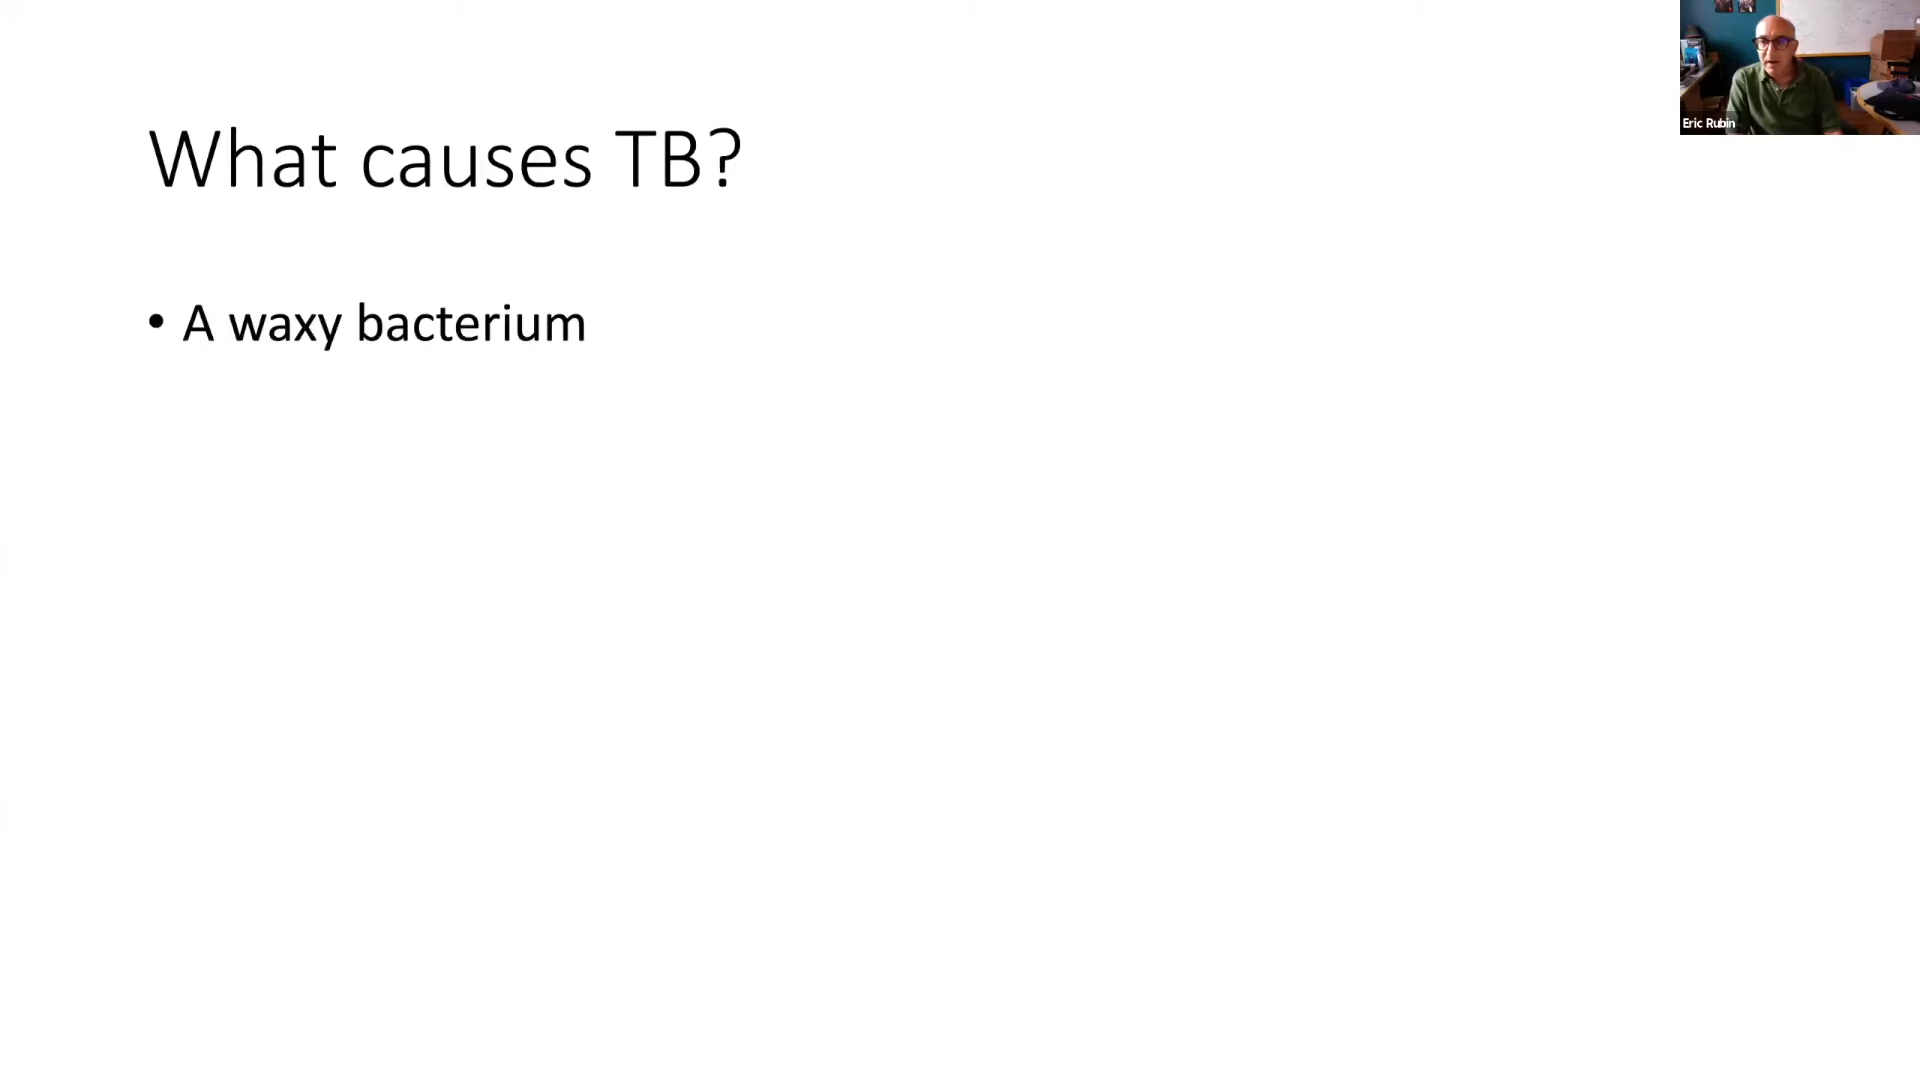 What causes TB?
• A waxy bacterium
Eric Rubin